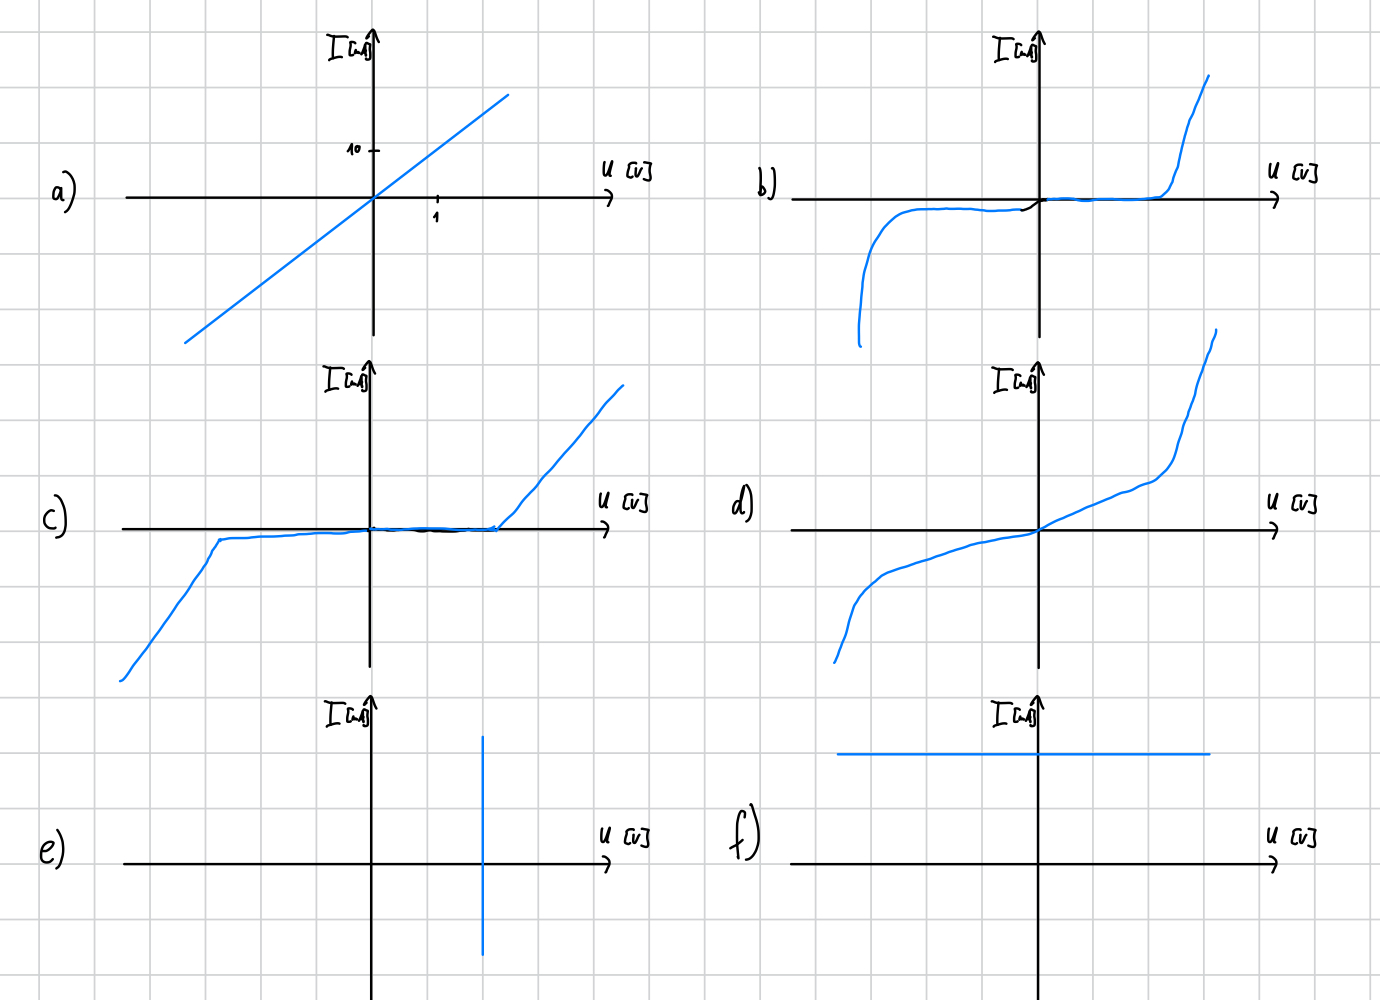 I [mA]
10
a)
U [V]
1
I [mA]
b)
U [V]
I [mA]
c)
U [V]
I [mA]
d)
U [V]
I [mA]
e)
U [V]
I [mA]
f)
U [V]